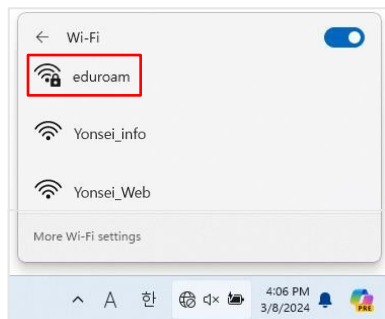 Wi-Fi
eduroam
Yonsei_info
Yonsei_Web
More Wi-Fi settings
A 한 4:06 PM
3/8/2024
PRE